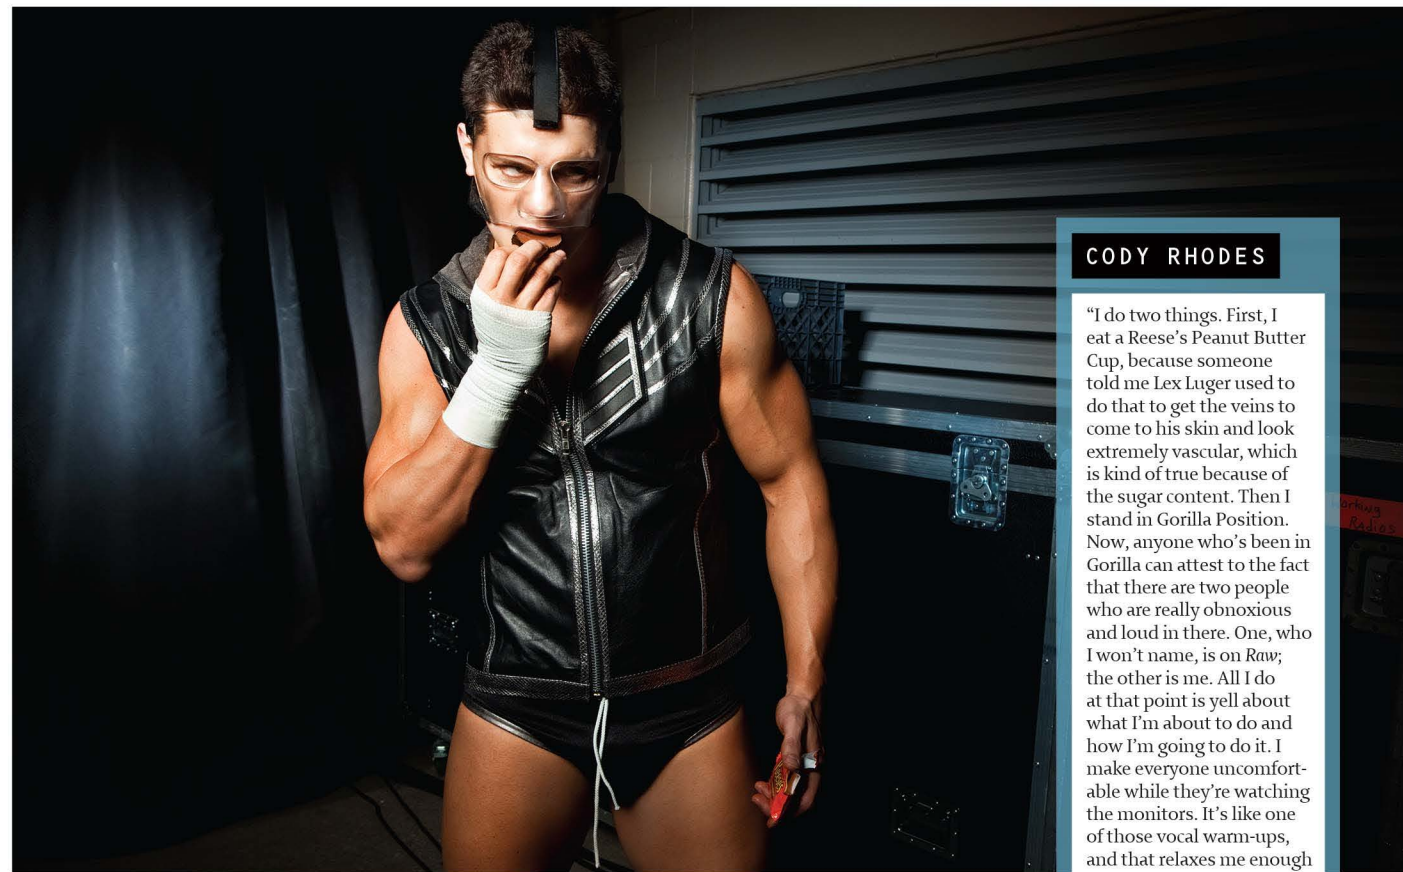 CODY RHODES
“I do two things. First, I
eat a Reese’s Peanut Butter
Cup, because someone
told me Lex Luger used to
do that to get the veins to
come to his skin and look
extremely vascular, which
is kind of true because of
the sugar content. Then I
stand in Gorilla Position.
Now, anyone who’s been in
Gorilla can attest to the fact
that there are two people
who are really obnoxious
and loud in there. One, who
I won’t name, is on Raw;
the other is me. All I do
at that point is yell about
what I’m about to do and
how I’m going to do it. I
make everyone uncomfort-
able while they’re watching
the monitors. It’s like one
of those vocal warm-ups,
and that relaxes me enough
Working
Radios